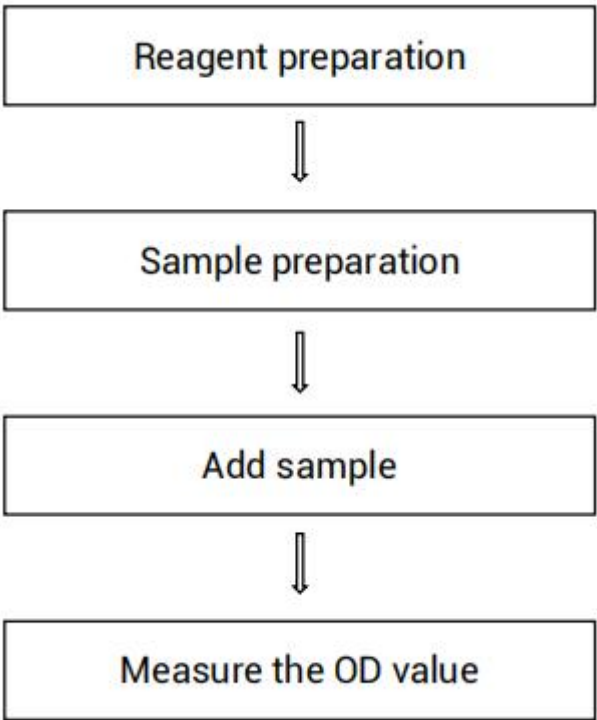 Reagent preparation
Sample preparation
Add sample
Measure the OD value